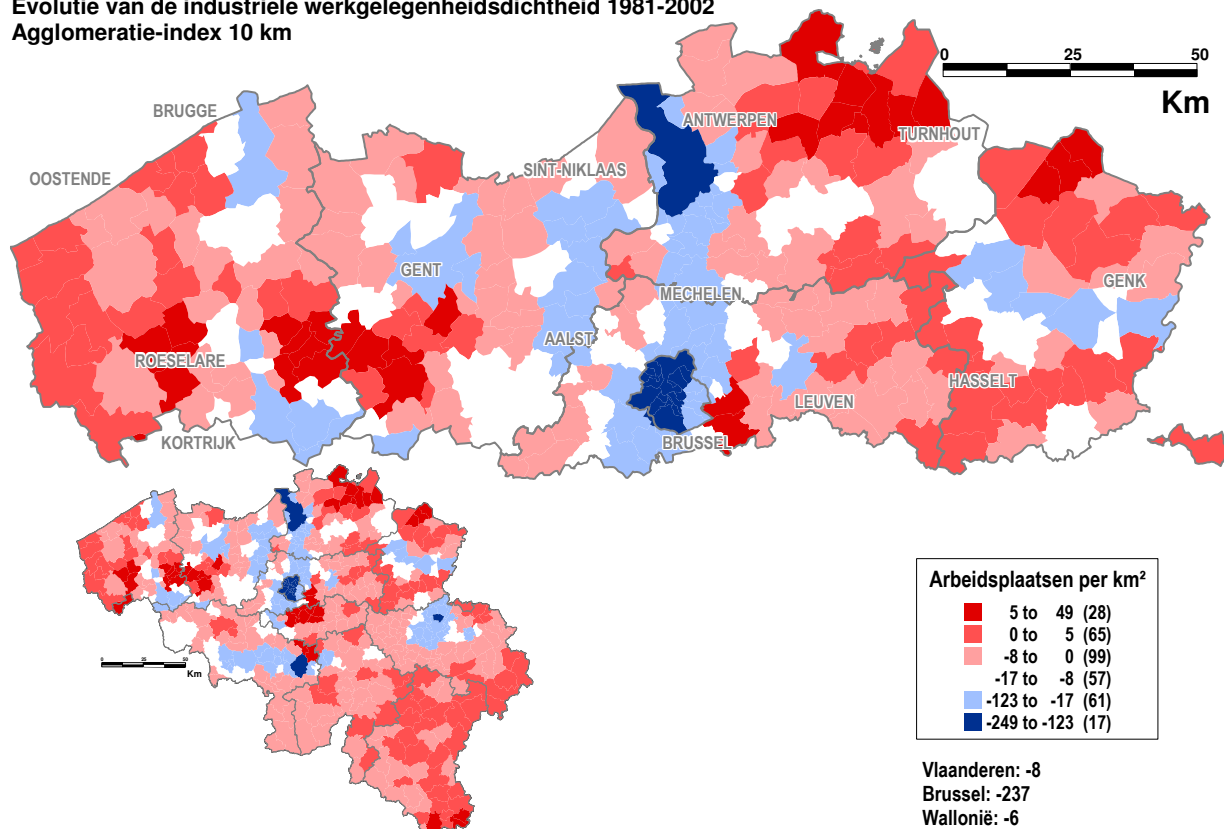 Evolutie van de industriële werkgelegenheidsdichtheid 1981-2002
Agglomeratie-index 10 km
0 25 50
Km
BRUGGE
ANTWERPEN
TURNHOUT
OOSTENDE
SINT-NIKLAAS
GENT
GENK
MECHELEN
AALST
ROESELARE
HASSELT
LEUVEN
KORTRIJK
BRUSSEL
0 25 50
Km
Arbeidsplaatsen per km²
5 to 49 (28)
0 to 5 (65)
-8 to 0 (99)
-17 to -8 (57)
-123 to -17 (61)
-249 to -123 (17)
Vlaanderen: -8
Brussel: -237
Wallonië: -6